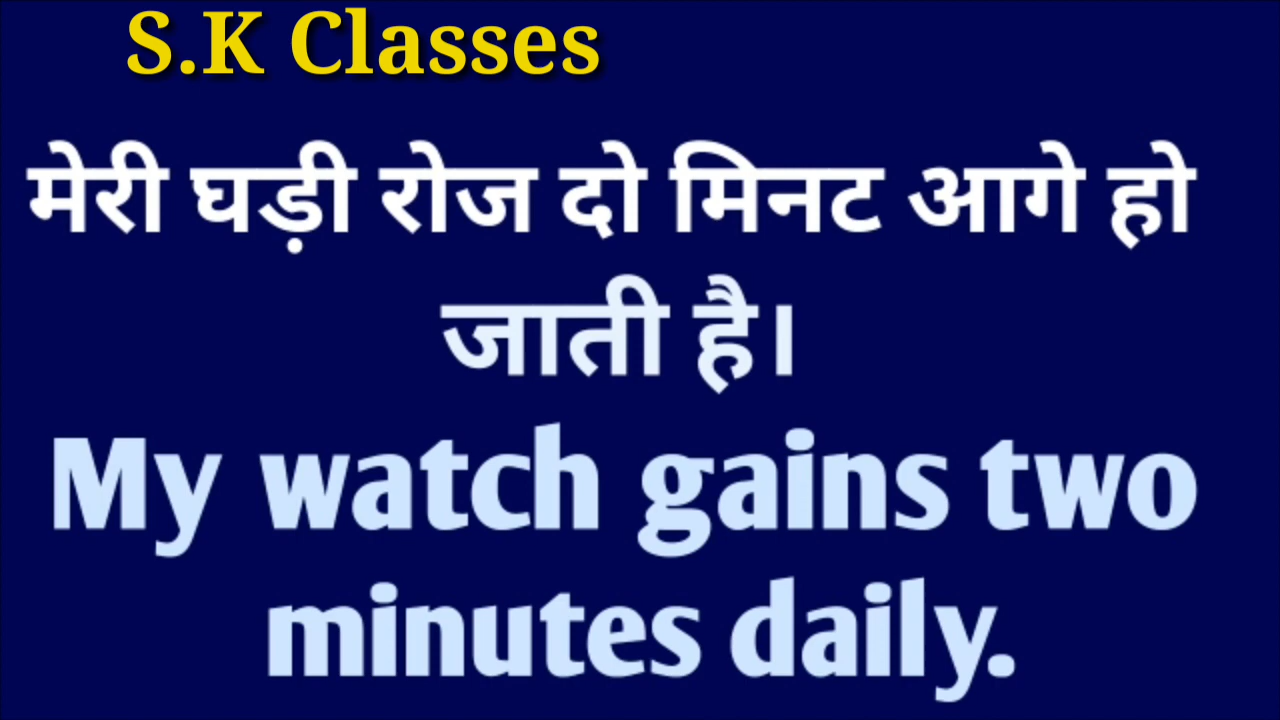 S.K Classes
मेरी घड़ी रोज दो मिनट आगे हो
जाती है।
My watch gains two
minutes daily.